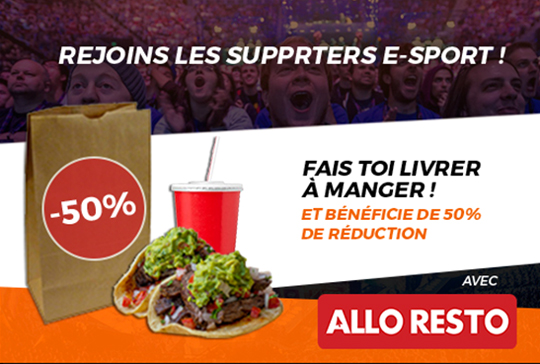 REJOINS LES SUPPRTERS E-SPORT !
-50%
FAIS TOI LIVRER
À MANGER !
ET BÉNÉFICIE DE 50%
DE RÉDUCTION
AVEC
ALLO RESTO